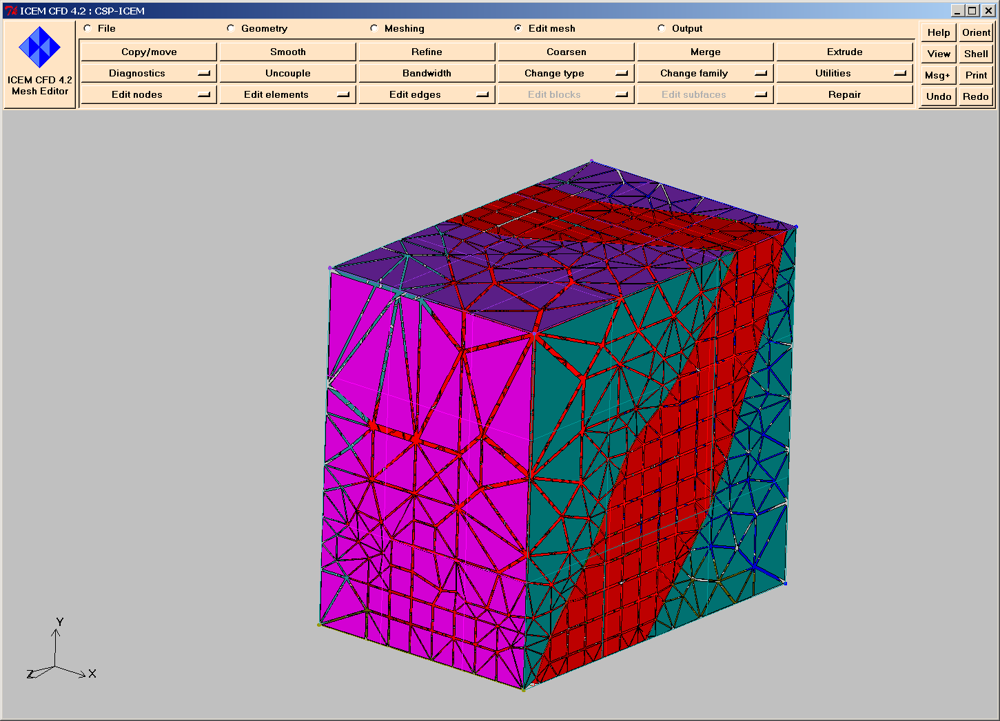 ICEM CFD 4.2 : CSP-ICEM
File Geometry Meshing Edit mesh Output
Help Orient
Copy/move Smooth Refine Coarsen Merge Extrude
View Shell
Diagnostics Uncouple Bandwidth Change type Change family Utilities
Msg+ Print
Edit nodes Edit elements Edit edges Edit blocks Edit subfaces Repair
Undo Redo
ICEM CFD 4.2
Mesh Editor
Y
Z X